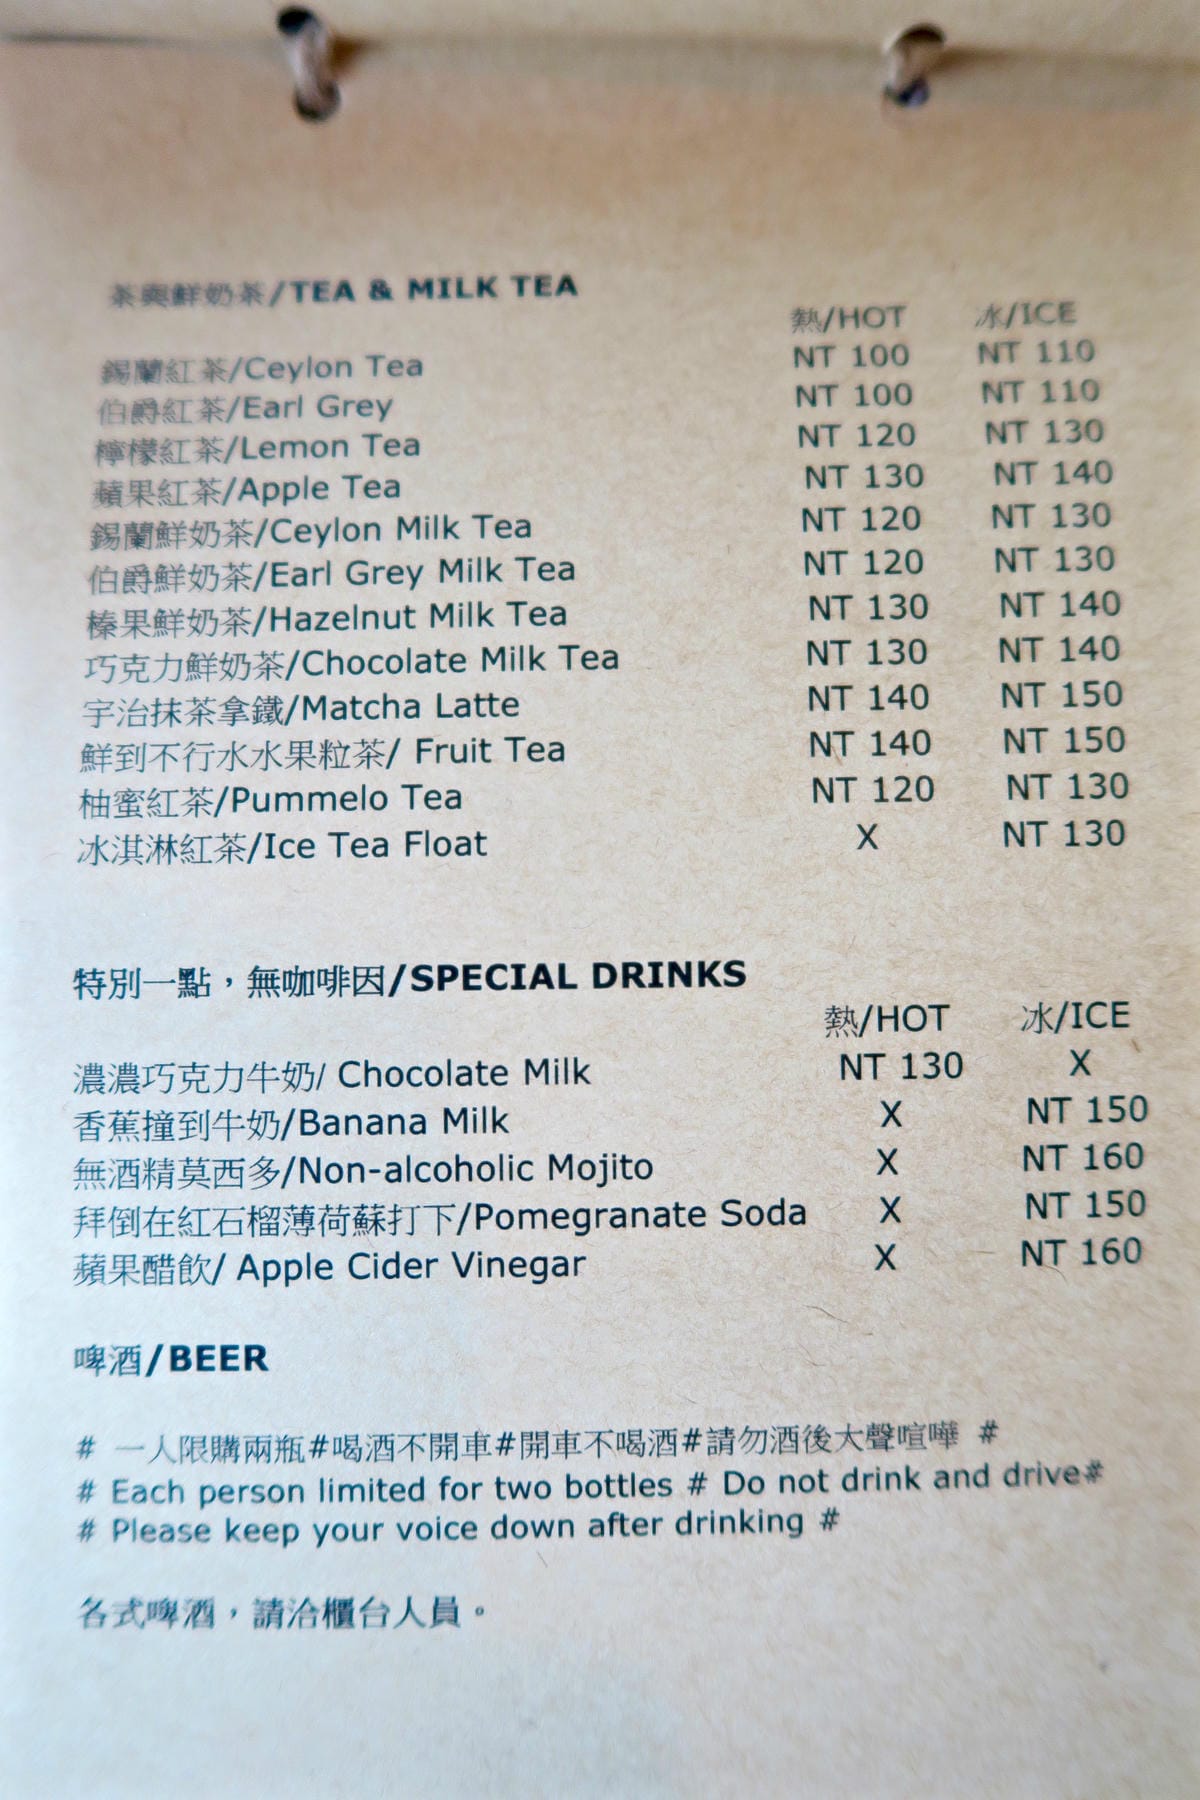 茶與鮮奶茶/TEA & MILK TEA
熱/HOT 冰/ICE
錫蘭紅茶/Ceylon Tea NT 100 NT 110
伯爵紅茶/Earl Grey NT 100 NT 110
檸檬紅茶/Lemon Tea NT 120 NT 130
蘋果紅茶/Apple Tea NT 130 NT 140
錫蘭鮮奶茶/Ceylon Milk Tea NT 120 NT 130
伯爵鮮奶茶/Earl Grey Milk Tea NT 120 NT 130
榛果鮮奶茶/Hazelnut Milk Tea NT 130 NT 140
巧克力鮮奶茶/Chocolate Milk Tea NT 130 NT 140
宇治抹茶拿鐵/Matcha Latte NT 140 NT 150
鮮到不行水水果粒茶/ Fruit Tea NT 140 NT 150
柚蜜紅茶/Pummelo Tea NT 120 NT 130
冰淇淋紅茶/Ice Tea Float X NT 130
特別一點，無咖啡因/SPECIAL DRINKS
熱/HOT 冰/ICE
濃濃巧克力牛奶/ Chocolate Milk NT 130 X
香蕉撞到牛奶/Banana Milk X NT 150
無酒精莫西多/Non-alcoholic Mojito X NT 160
拜倒在紅石榴薄荷蘇打下/Pomegranate Soda X NT 150
蘋果醋飲/ Apple Cider Vinegar X NT 160
啤酒/BEER
# 一人限購兩瓶#喝酒不開車#開車不喝酒#請勿酒後大聲喧嘩 #
# Each person limited for two bottles # Do not drink and drive#
# Please keep your voice down after drinking #
各式啤酒，請洽櫃台人員。